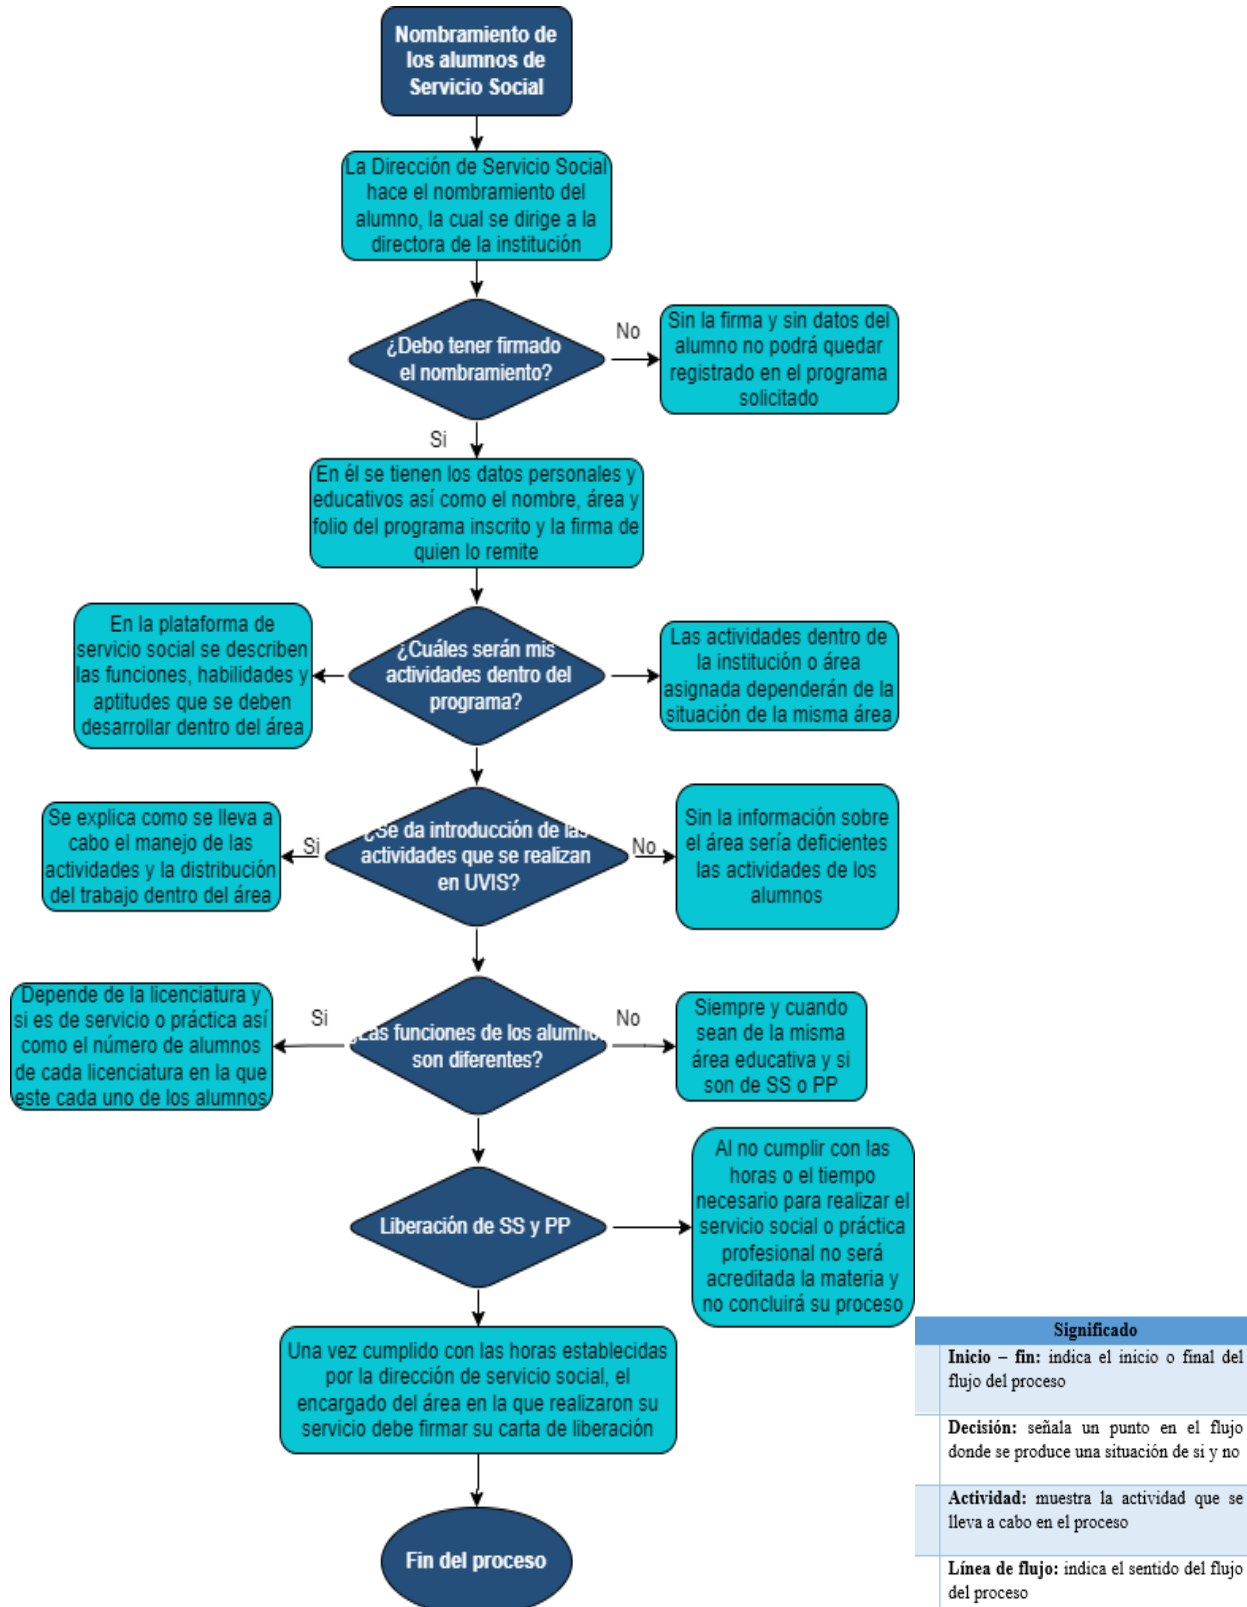 Nombramiento de
los alumnos de
Servicio Social
La Dirección de Servicio Social
hace el nombramiento del
alumno, la cual se dirige a la
directora de la institución
¿Debo tener firmado
el nombramiento?
No
Sin la firma y sin datos del
alumno no podrá quedar
registrado en el programa
solicitado
Si
En él se tienen los datos personales y
educativos así como el nombre, área y
folio del programa inscrito y la firma de
quien lo remite
En la plataforma de
servicio social se describen
las funciones, habilidades y
aptitudes que se deben
desarrollar dentro del área
¿Cuáles serán mis
actividades dentro del
programa?
Las actividades dentro de
la institución o área
asignada dependerán de la
situación de la misma área
Se explica como se lleva a
cabo el manejo de las
actividades y la distribución
del trabajo dentro del área
Si
¿Se da introducción de las
actividades que se realizan
en UVIS?
No
Sin la información sobre
el área sería deficientes
las actividades de los
alumnos
Depende de la licenciatura y
si es de servicio o práctica así
como el número de alumnos
de cada licenciatura en la que
este cada uno de los alumnos
Si
¿Las funciones de los alumnos
son diferentes?
No
Siempre y cuando
sean de la misma
área educativa y si
son de SS o PP
Liberación de SS y PP
Al no cumplir con las
horas o el tiempo
necesario para realizar el
servicio social o práctica
profesional no será
acreditada la materia y
no concluirá su proceso
Una vez cumplido con las horas establecidas
por la dirección de servicio social, el
encargado del área en la que realizaron su
servicio debe firmar su carta de liberación
Fin del proceso
Significado
Inicio – fin: indica el inicio o final del
flujo del proceso
Decisión: señala un punto en el flujo
donde se produce una situación de si y no
Actividad: muestra la actividad que se
lleva a cabo en el proceso
Línea de flujo: indica el sentido del flujo
del proceso